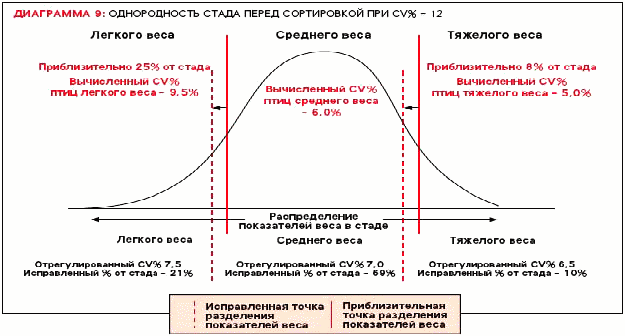 ДИАГРАММА 9: ОДНОРОДНОСТЬ СТАДА ПЕРЕД СОРТИРОВКОЙ ПРИ CV% – 12
Легкого веса
Среднего веса
Тяжелого веса
Приблизительно 25% от стада
Вычисленный CV%
птиц легкого веса – 9,5%
Вычисленный CV%
птиц среднего веса –
6,0%
Приблизительно 8% от стада
Вычисленный CV%
птиц тяжелого веса – 5,0%
Распределение
показателей веса в стаде
Легкого веса
Среднего веса
Тяжелого веса
Отрегулированный CV% 7,5
Исправленный % от стада – 21%
Отрегулированный CV% 7,0
Исправленный % от стада – 69%
Отрегулированный CV% 6,5
Исправленный % от стада – 10%
Исправленная точка
разделения
показателей веса
Приблизительная
точка разделения
показателей веса